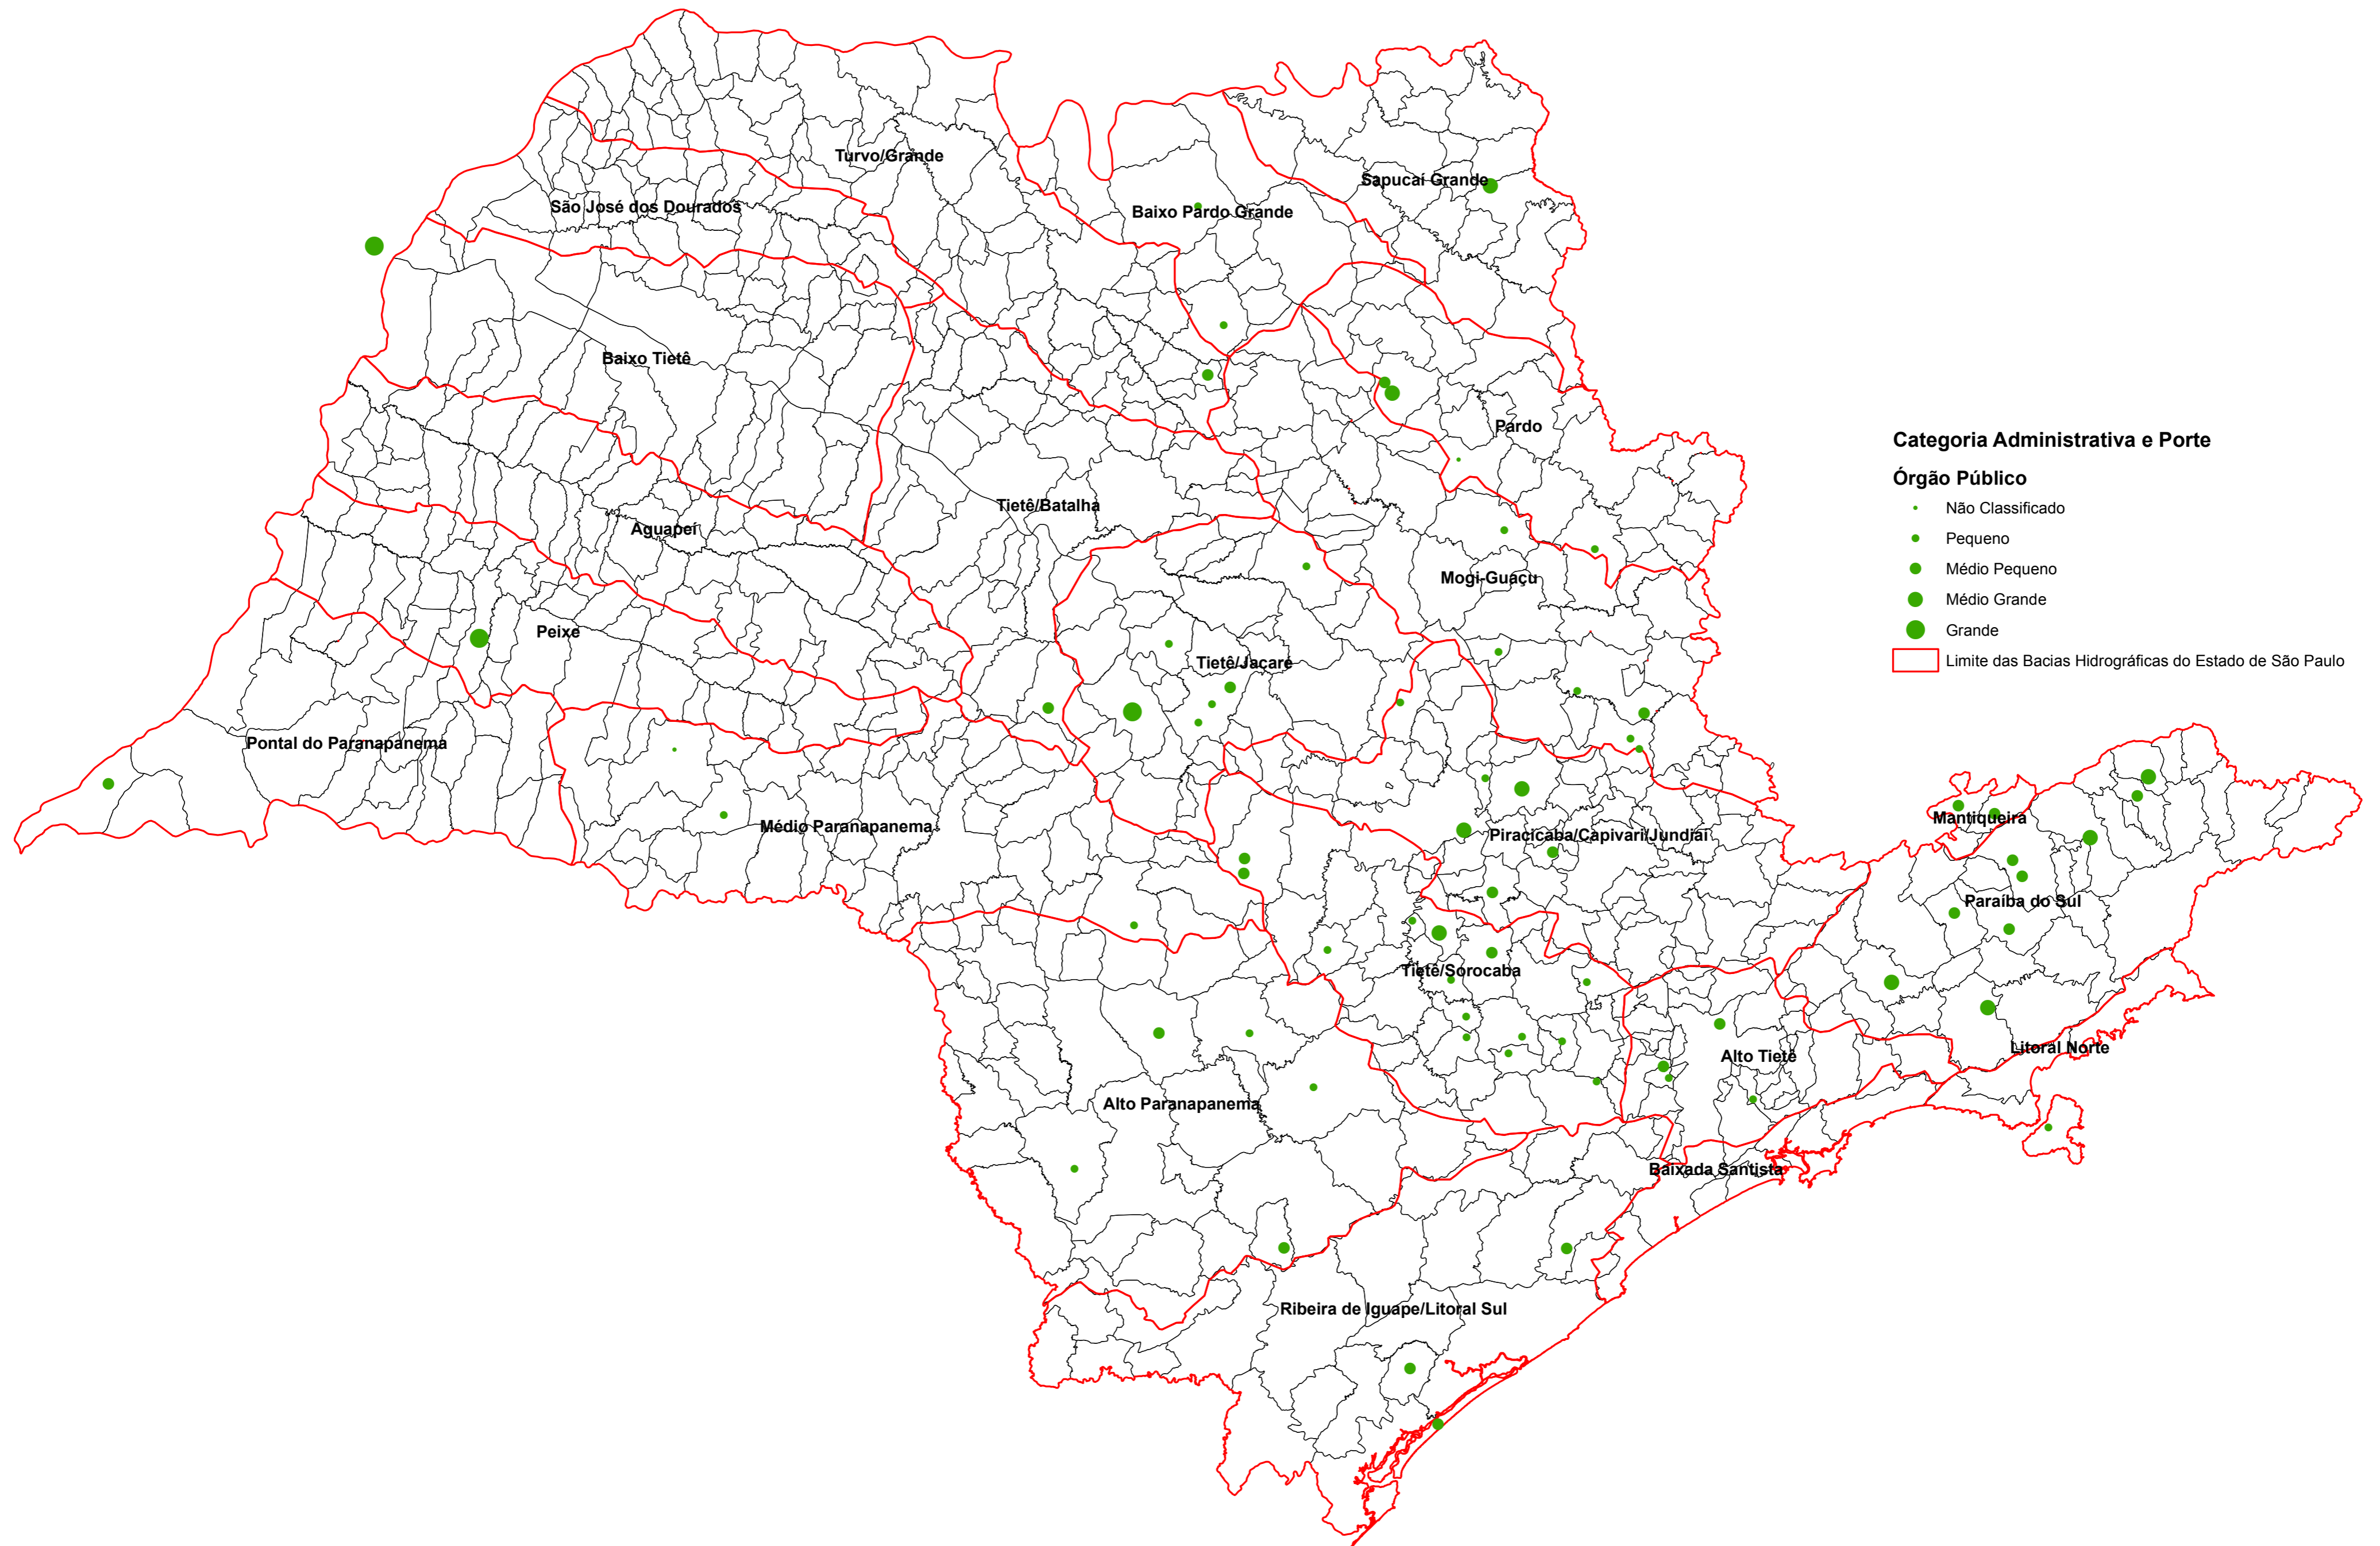 Turvo/Grande
Sapucaí Grande
São José dos Dourados
Baixo Pardo Grande
Baixo Tietê
Pardo
Categoria Administrativa e Porte
Órgão Público
Não Classificado
Pequeno
Médio Pequeno
Médio Grande
Grande
Limite das Bacias Hidrográficas do Estado de São Paulo
Tietê/Batalha
Aguapeí
Mogi-Guaçu
Peixe
Tietê/Jacaré
Pontal do Paranapanema
Mantiqueira
Médio Paranapanema
Piracicaba/Capivari/Jundiaí
Paraíba do Sul
Tietê/Sorocaba
Litoral Norte
Alto Tietê
Alto Paranapanema
Baixada Santista
Ribeira de Iguape/Litoral Sul